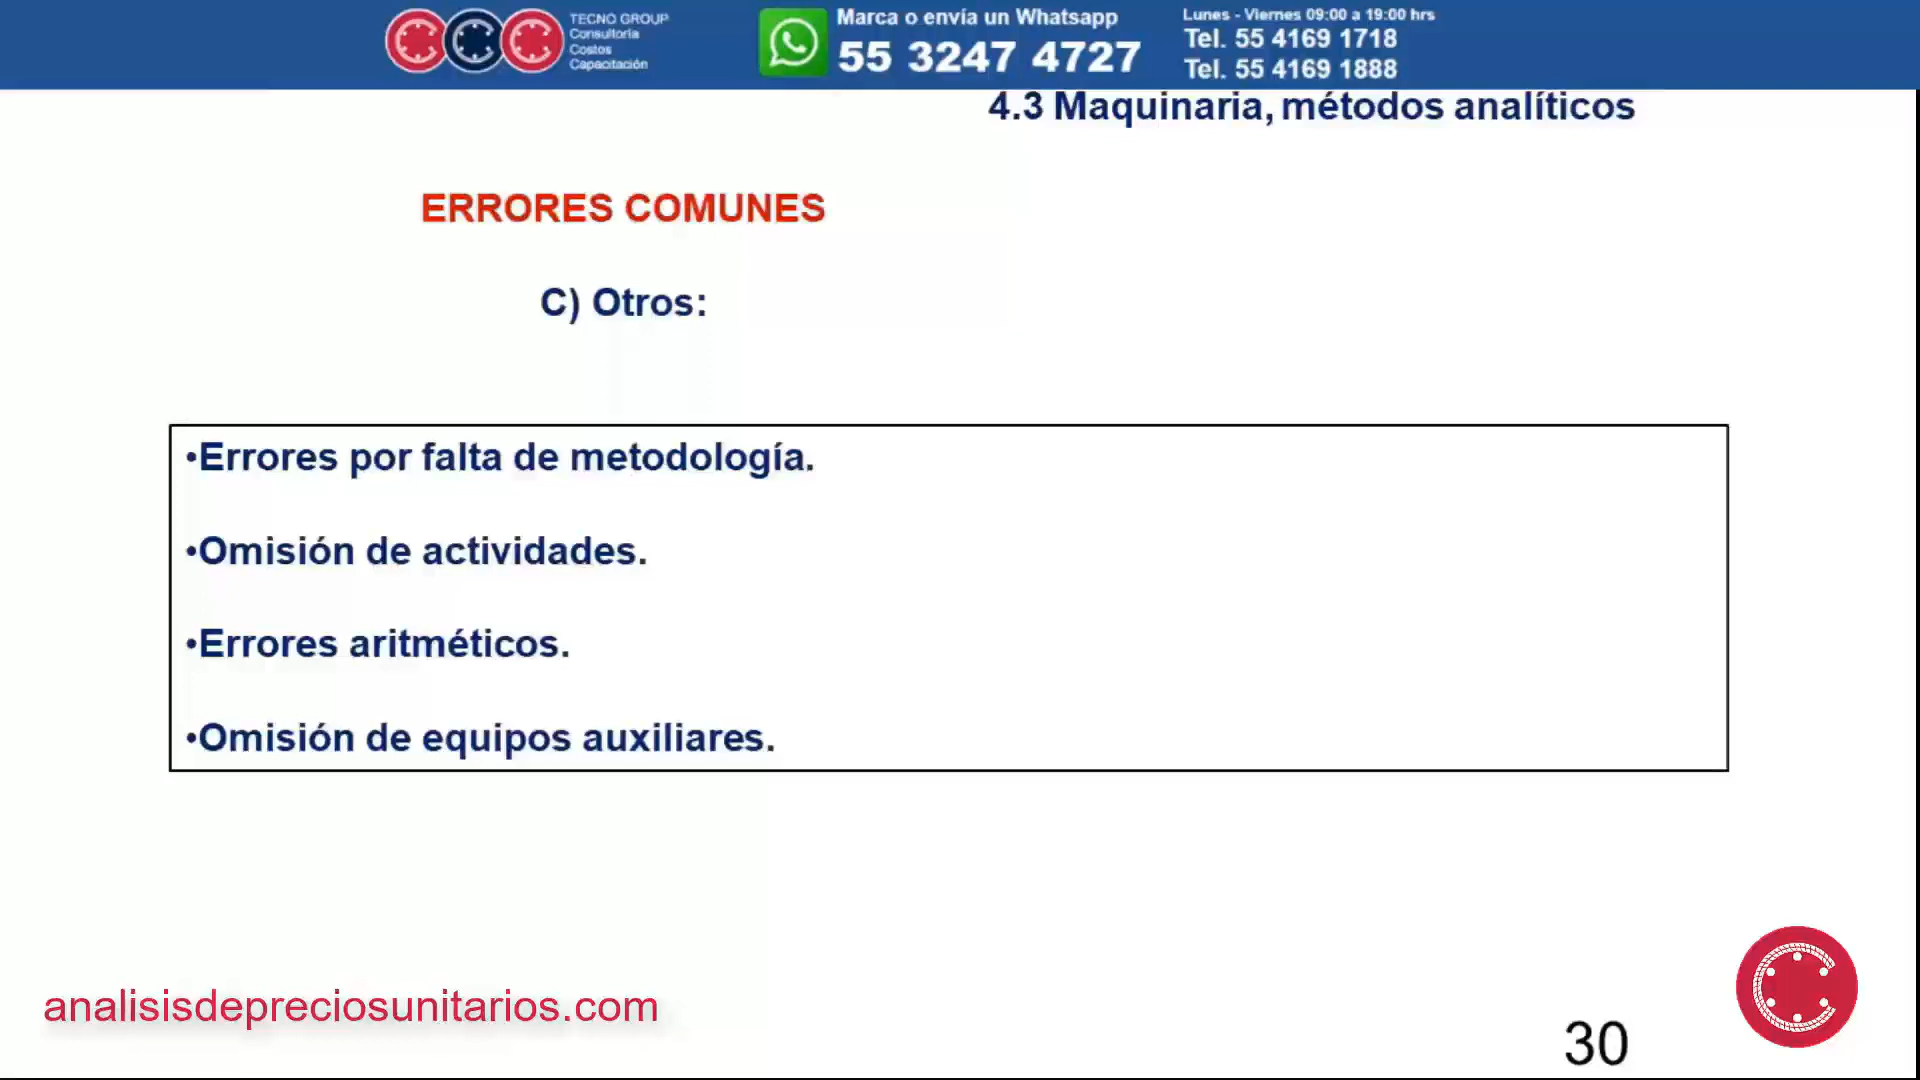 TECNO GROUP
Consultoría
Costos
Capacitación
Marca o envía un Whatsapp
55 3247 4727
Lunes - Viernes 09:00 a 19:00 hrs
Tel. 55 4169 1718
Tel. 55 4169 1888
4.3 Maquinaria, métodos analíticos
ERRORES COMUNES
C) Otros:
•Errores por falta de metodología.
•Omisión de actividades.
•Errores aritméticos.
•Omisión de equipos auxiliares.
analisisdepreciosunitarios.com
30